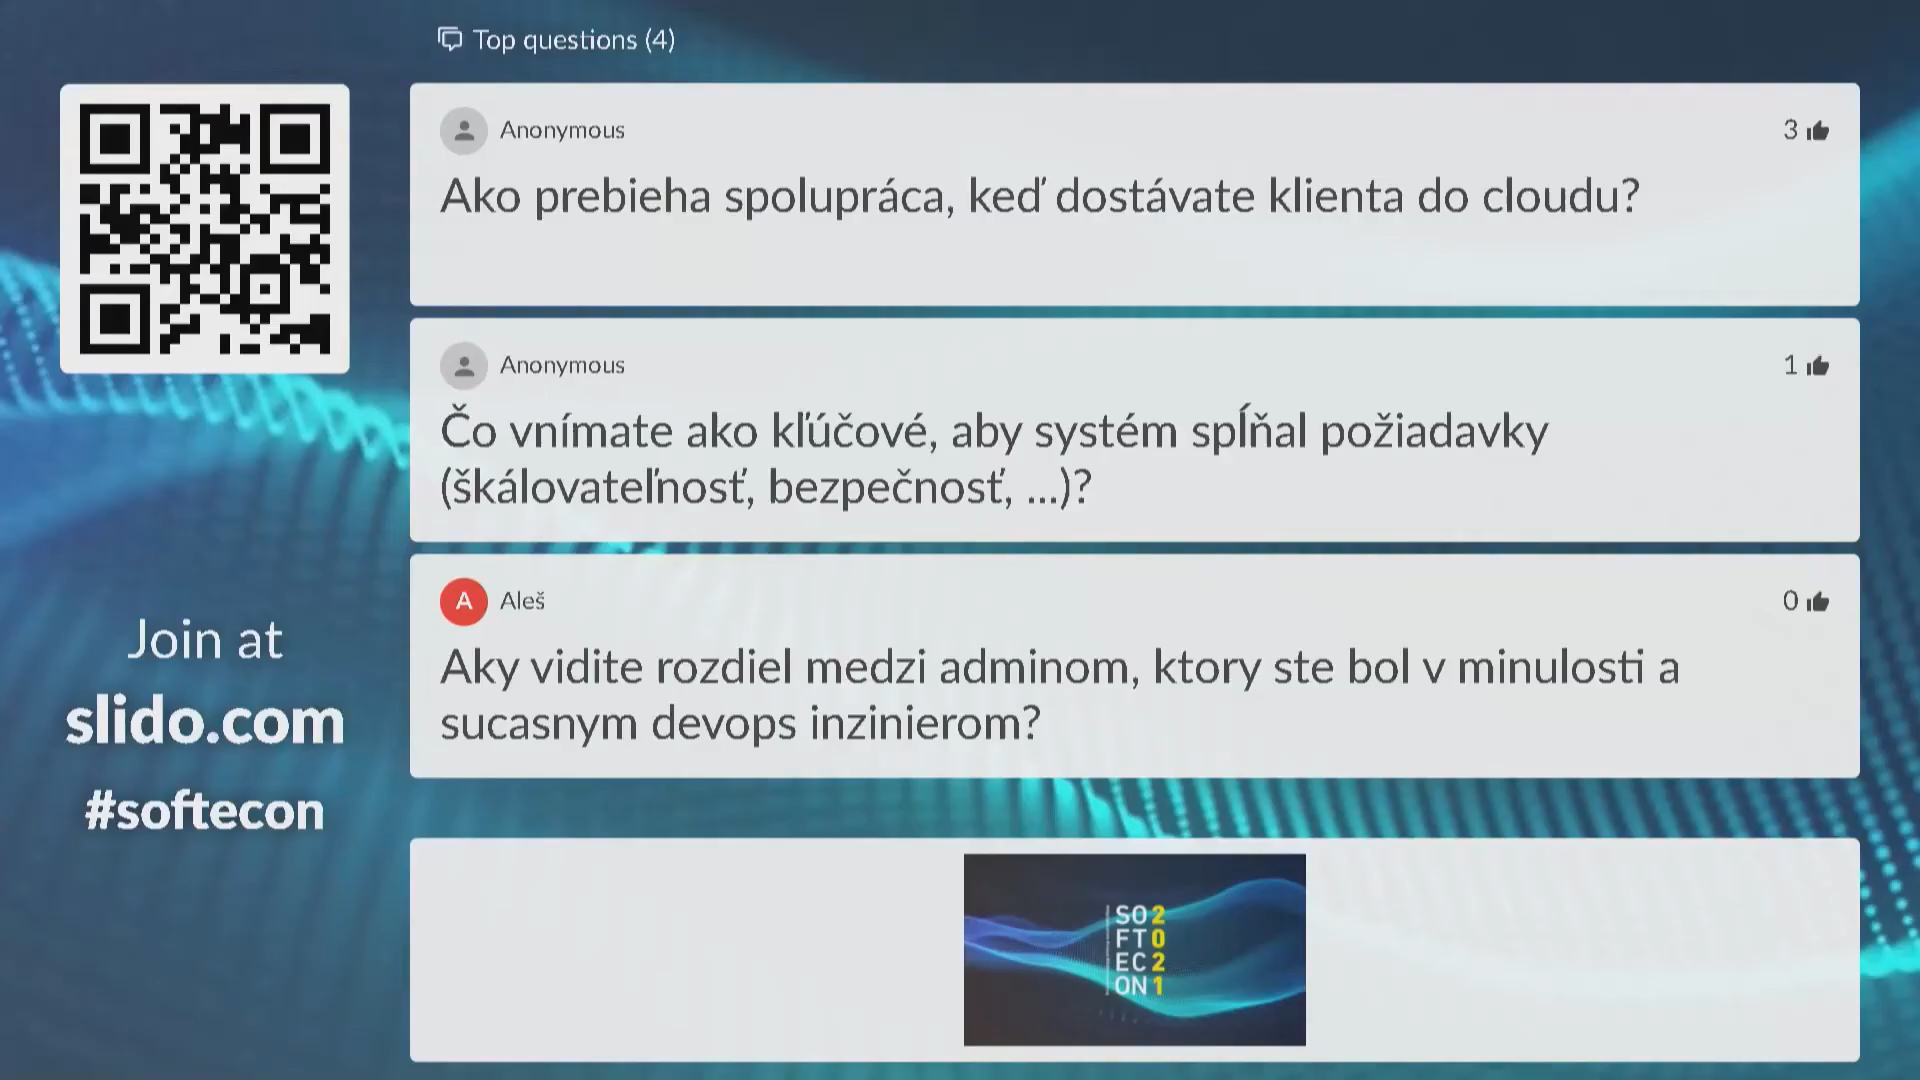 Top questions (4)
Anonymous
3
Ako prebieha spolupráca, keď dostávate klienta do cloudu?
Anonymous
1
Čo vnímate ako kľúčové, aby systém spĺňal požiadavky
(škálovateľnosť, bezpečnosť, ...)?
A
Aleš
0
Aky vidite rozdiel medzi adminom, ktory ste bol v minulosti a
sucasnym devops inzinierom?
Join at
slido.com
#softecon
SO2
FT0
EC2
ON1